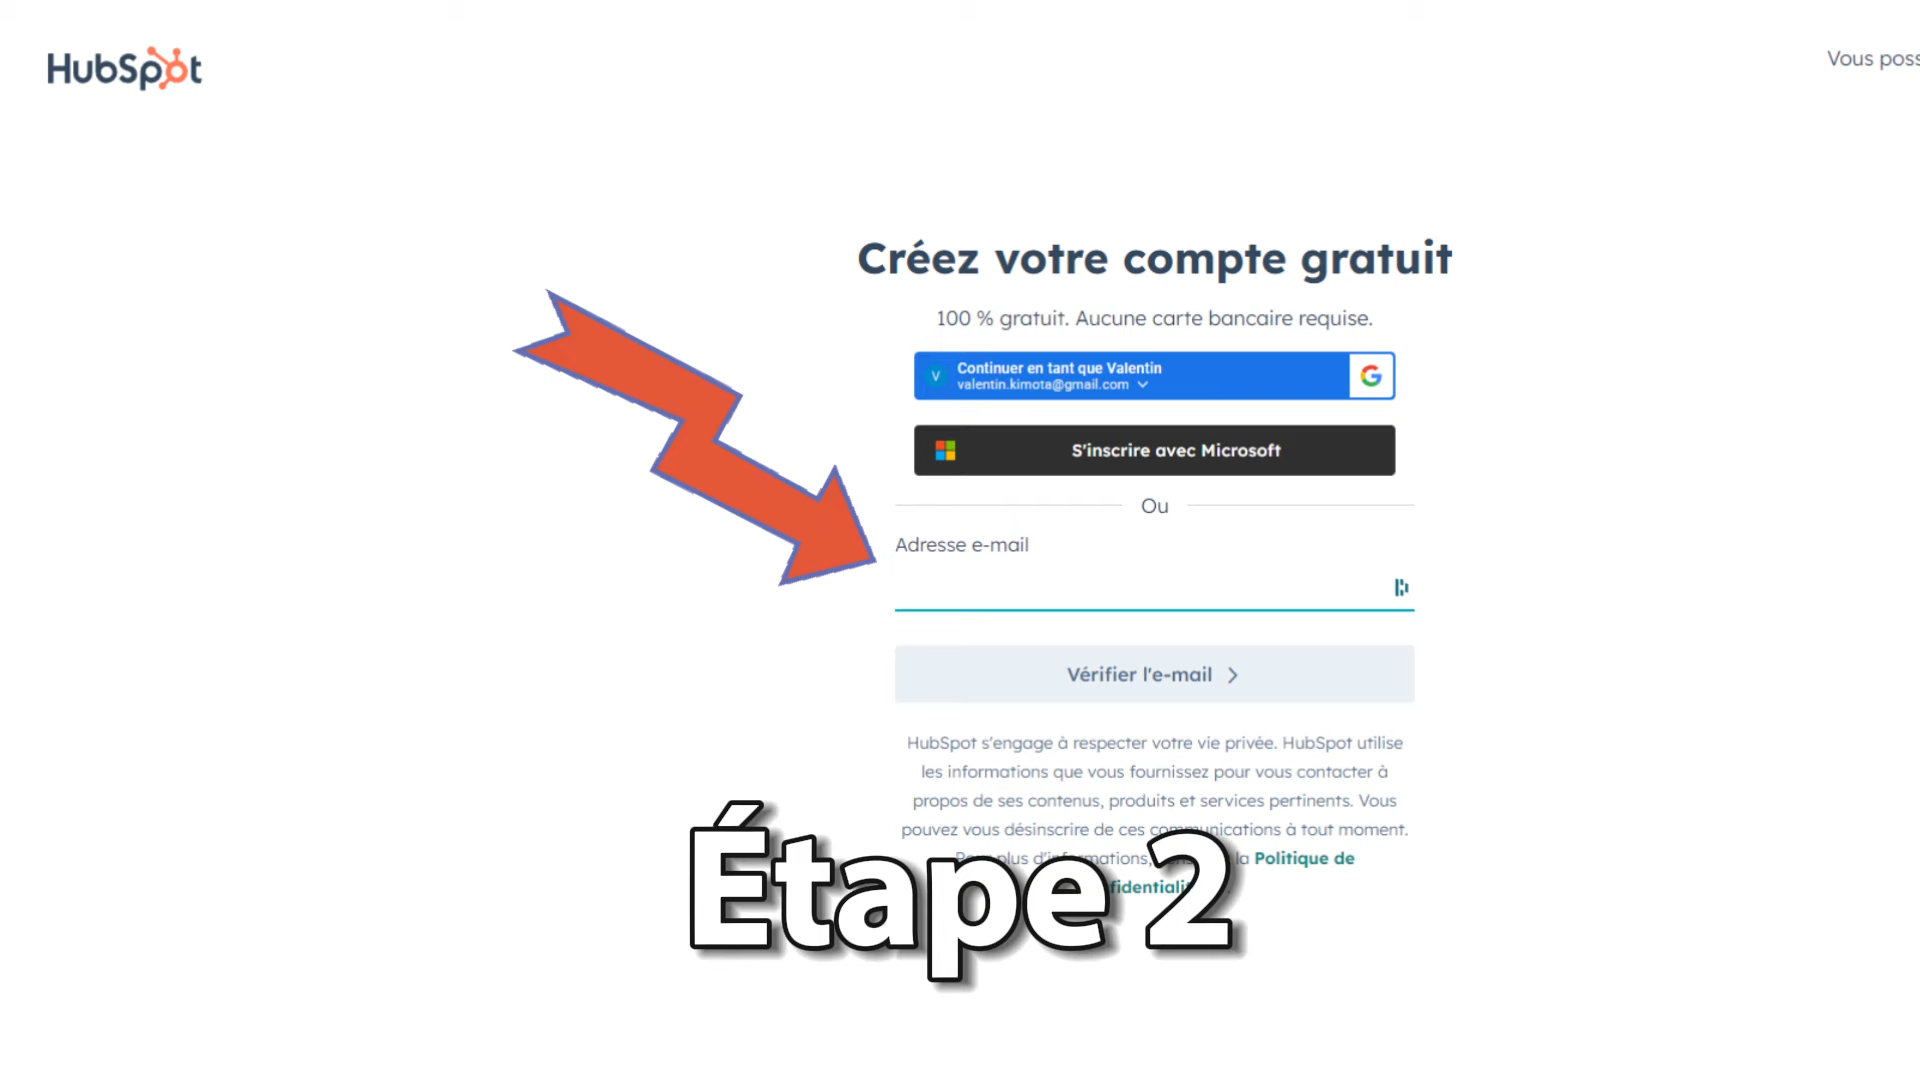 HubSpot
Vous poss
Créez votre compte gratuit
100 % gratuit. Aucune carte bancaire requise.
V
Continuer en tant que Valentin
valentin.kimota@gmail.com
G
S'inscrire avec Microsoft
Ou
Adresse e-mail
Vérifier l'e-mail
HubSpot s'engage à respecter votre vie privée. HubSpot utilise
les informations que vous fournissez pour vous contacter à
propos de ses contenus, produits et services pertinents. Vous
pouvez vous désinscrire de ces communications à tout moment.
plus d'informations, la Politique de
Étape 2